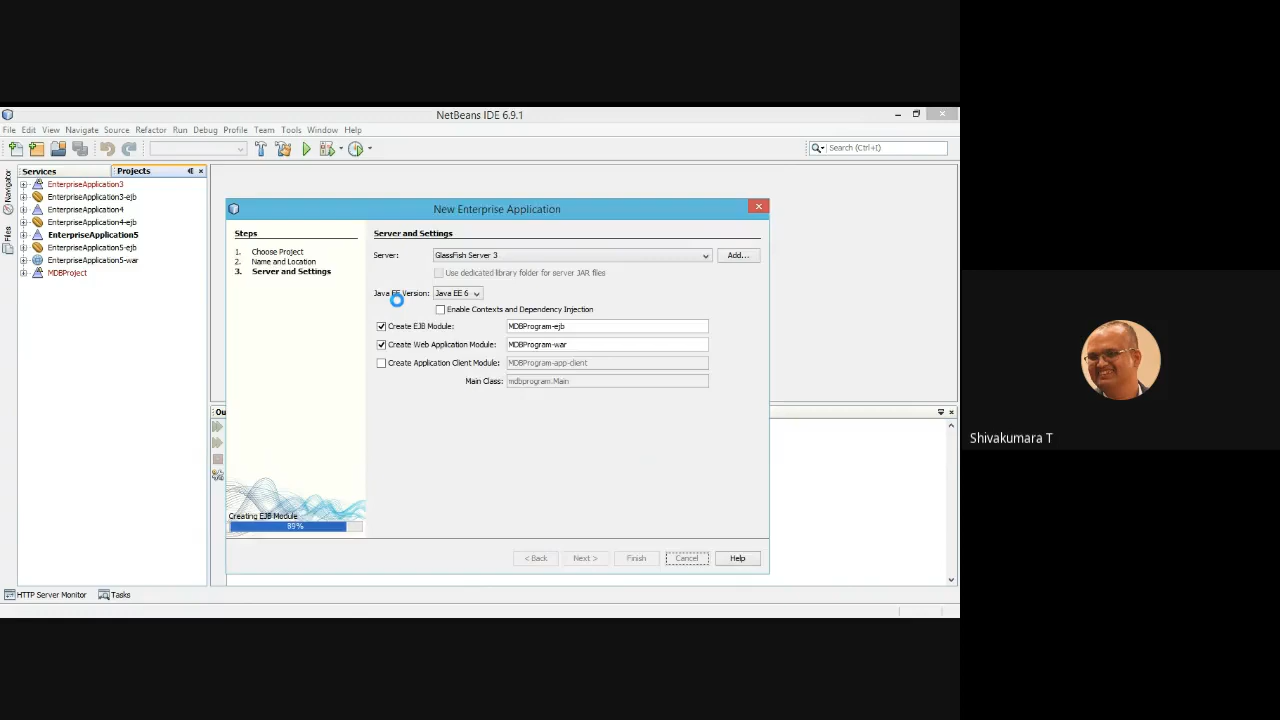 NetBeans IDE 6.9.1
File Edit View Navigate Source Refactor Run Debug Profile Team Tools Window Help
Search (Ctrl+I)
Navigator
Files
Services
Projects
EnterpriseApplication3
EnterpriseApplication3-ejb
EnterpriseApplication4
EnterpriseApplication4-ejb
EnterpriseApplication5
EnterpriseApplication5-ejb
EnterpriseApplication5-war
MDBProject
New Enterprise Application
Steps
1. Choose Project
2. Name and Location
3. Server and Settings
Creating EJB Module
89%
Server and Settings
Server: GlassFish Server 3 Add...
Use dedicated library folder for server JAR files
Java EE Version: Java EE 6
Enable Contexts and Dependency Injection
Create EJB Module: MDBProgram-ejb
Create Web Application Module: MDBProgram-war
Create Application Client Module: MDBProgram-app-client
Main Class: mdbprogram.Main
< Back Next > Finish Cancel Help
Ou
HTTP Server Monitor Tasks
Shivakumara T